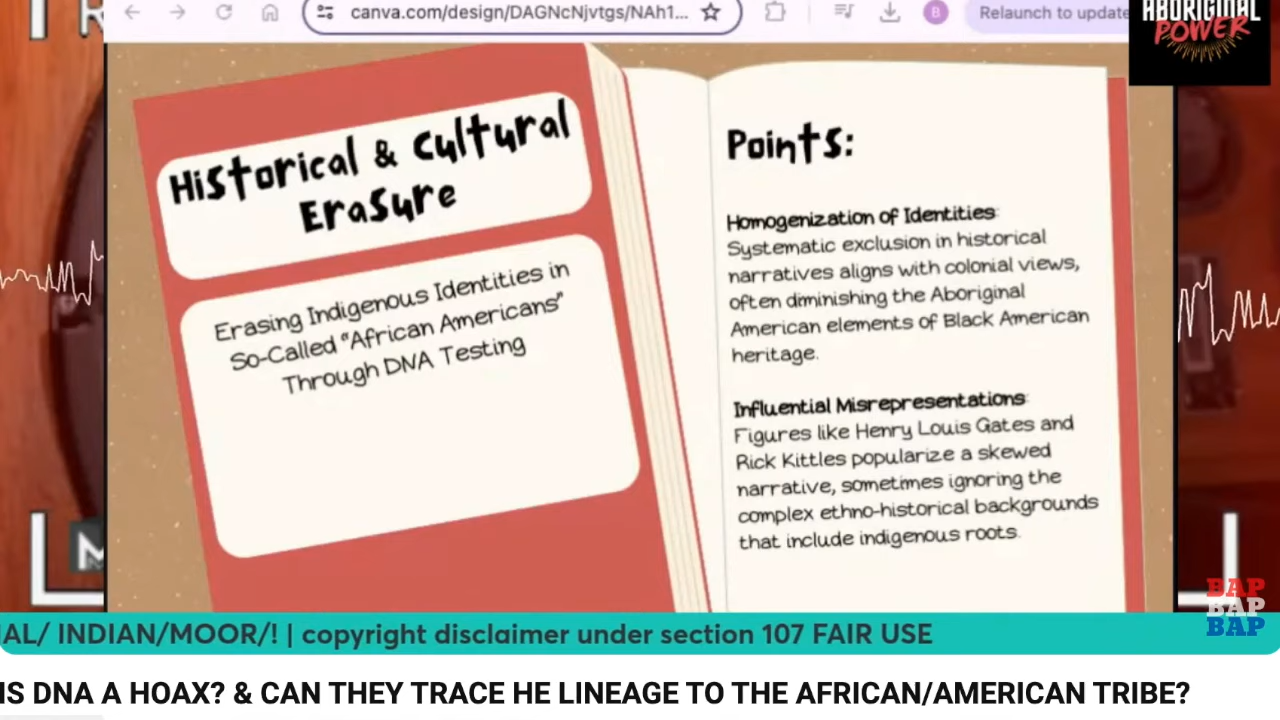 canva.com/design/DAGNcNjvtgs/NAh1...
B
Relaunch to update
ABORIGINAL
POWER
Historical & Cultural
Erasure
Erasing Indigenous Identities in
So-Called "African Americans"
Through DNA Testing
Points:
Homogenization of Identities:
Systematic exclusion in historical
narratives aligns with colonial views,
often diminishing the Aboriginal
American elements of Black American
heritage.
Influential Misrepresentations:
Figures like Henry Louis Gates and
Rick Kittles popularize a skewed
narrative, sometimes ignoring the
complex ethno-historical backgrounds
that include indigenous roots.
BAP
BAP
BAP
INDIAN/MOOR/! | copyright disclaimer under section 107 FAIR USE
IS DNA A HOAX? & CAN THEY TRACE HE LINEAGE TO THE AFRICAN/AMERICAN TRIBE?